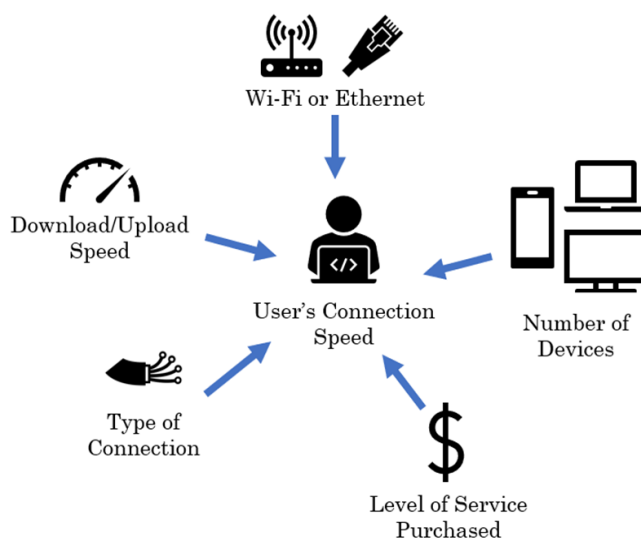 Wi-Fi or Ethernet
Download/Upload
Speed
</>
User's Connection
Speed
Number of
Devices
Type of
Connection
$
Level of Service
Purchased